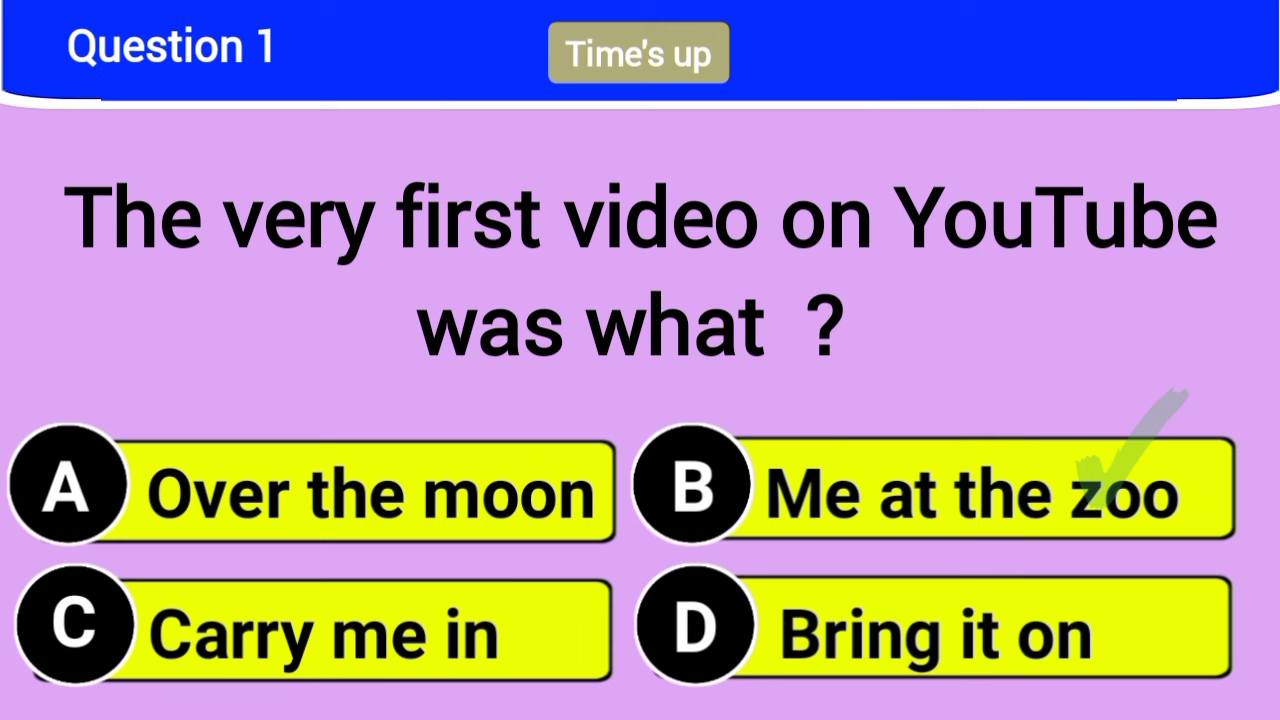 Question 1
Time's up
The very first video on YouTube
was what ?
A Over the moon
B Me at the zoo
C Carry me in
D Bring it on